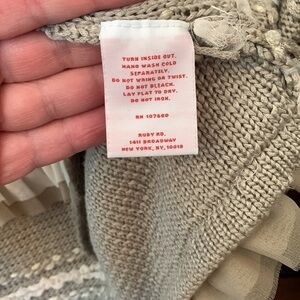 TURN INSIDE OUT.
HAND WASH COLD
SEPARATELY.
DO NOT WRING OR TWIST.
DO NOT BLEACH.
LAY FLAT TO DRY.
DO NOT IRON.
RN 107660
RUBY RD.
1411 BROADWAY
NEW YORK, NY, 10018